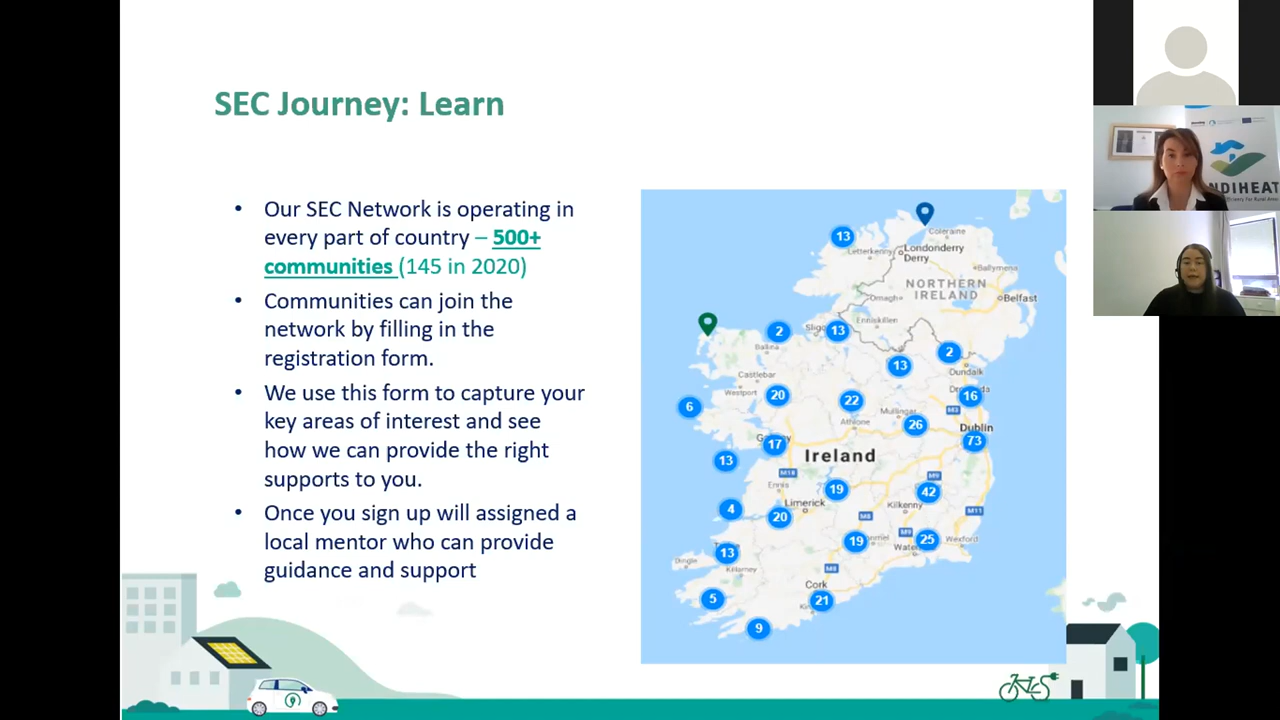 SEC Journey: Learn
• Our SEC Network is operating in
every part of country – 500+
communities (145 in 2020)
• Communities can join the
network by filling in the
registration form.
• We use this form to capture your
key areas of interest and see
how we can provide the right
supports to you.
• Once you sign up will assigned a
local mentor who can provide
guidance and support
13
Coleraine
Letterkenny
Londonderry
Derry
Ballymena
NORTHERN
IRELAND
Omagh
Belfast
Enniskillen
2
Sligo
13
Ballina
2
13
Dundalk
Castlebar
Westport
20
22
16
6
Mullingar
M3
Athlone
26
Dublin
17
73
Ireland
13
M18
M9
Ennis
19
42
4
Limerick
Kilkenny
20
M8
M11
19
M9
25
Wexford
13
Dingle
Killarney
M8
Cork
5
21
9
NDIHEAT